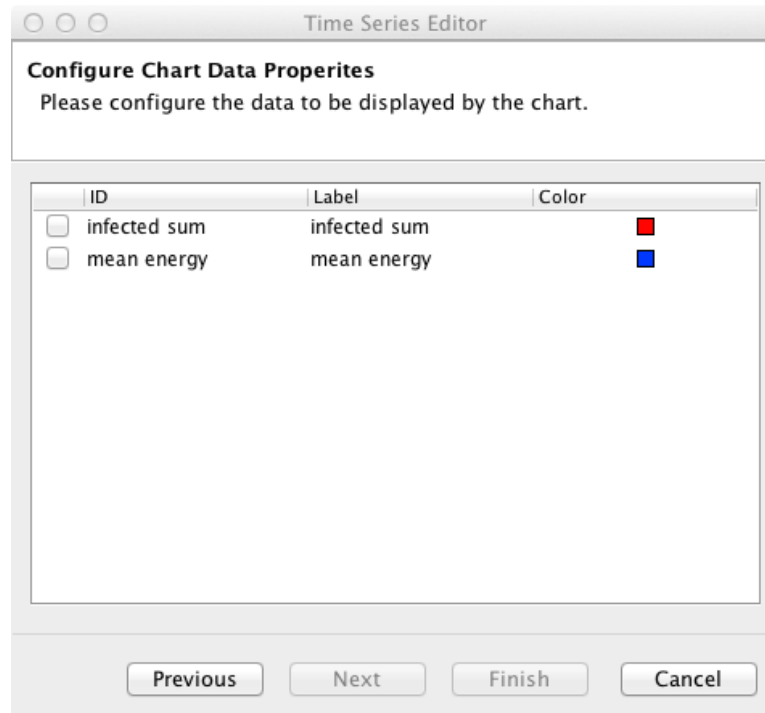 Time Series Editor
Configure Chart Data Properites
Please configure the data to be displayed by the chart.
ID Label Color
infected sum infected sum
mean energy mean energy
Previous Next Finish Cancel